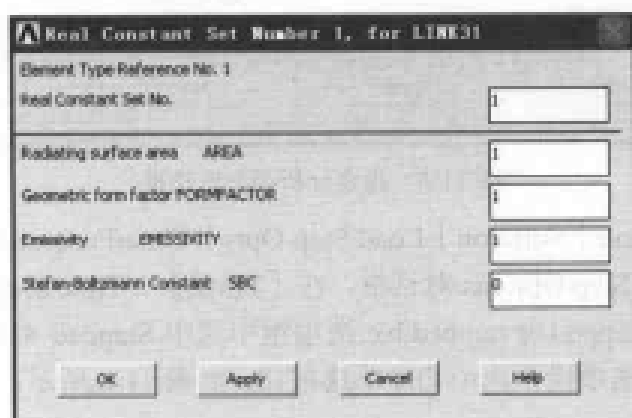 Real Constant Set Number 1, for LINK31
Element Type Reference No. 1
Real Constant Set No. 1
Radiating surface area AREA 1
Geometric form factor FORMFACTOR 1
Emissivity EMISSIVITY 1
Stefan-Boltzmann Constant SBC 0
OK Apply Cancel Help